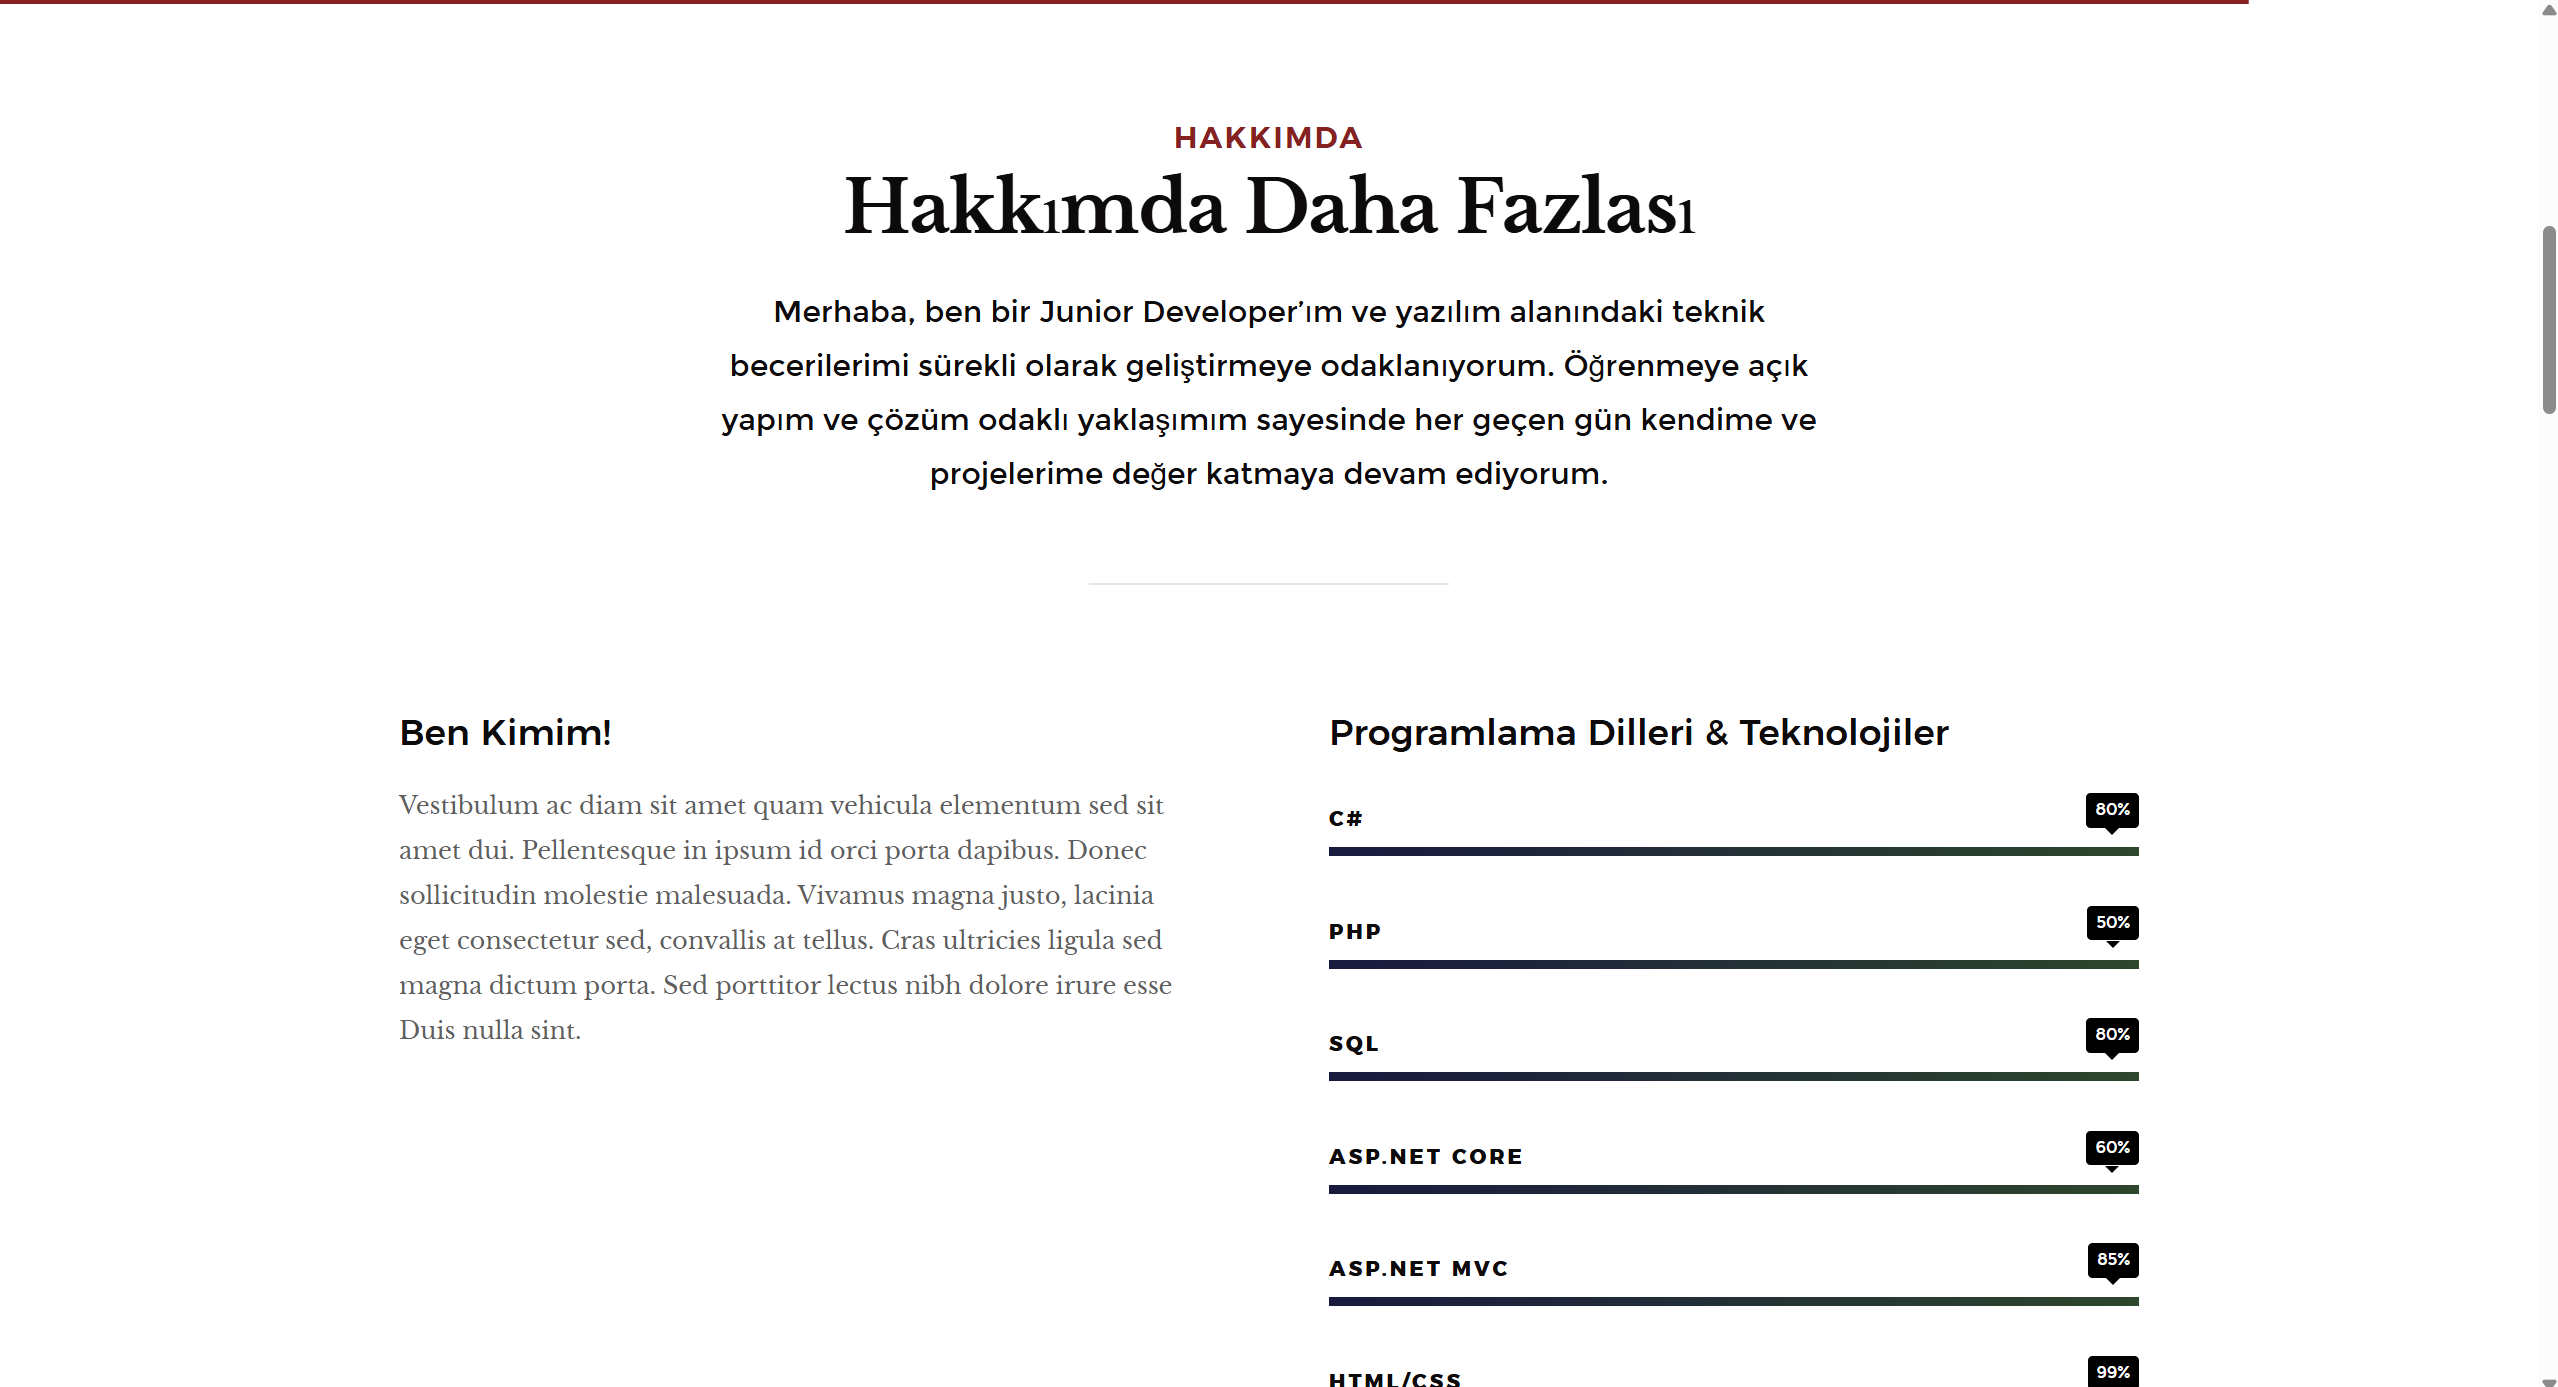 HAKKIMDA
Hakkımda Daha Fazlası
Merhaba, ben bir Junior Developer’ım ve yazılım alanındaki teknik
becerilerimi sürekli olarak geliştirmeye odaklanıyorum. Öğrenmeye açık
yapım ve çözüm odaklı yaklaşımım sayesinde her geçen gün kendime ve
projelerime değer katmaya devam ediyorum.
Ben Kimim!
Vestibulum ac diam sit amet quam vehicula elementum sed sit
amet dui. Pellentesque in ipsum id orci porta dapibus. Donec
sollicitudin molestie malesuada. Vivamus magna justo, lacinia
eget consectetur sed, convallis at tellus. Cras ultricies ligula sed
magna dictum porta. Sed porttitor lectus nibh dolore irure esse
Duis nulla sint.
Programlama Dilleri & Teknolojiler
C# 80%
PHP 50%
SQL 80%
ASP.NET CORE 60%
ASP.NET MVC 85%
HTML/CSS 99%